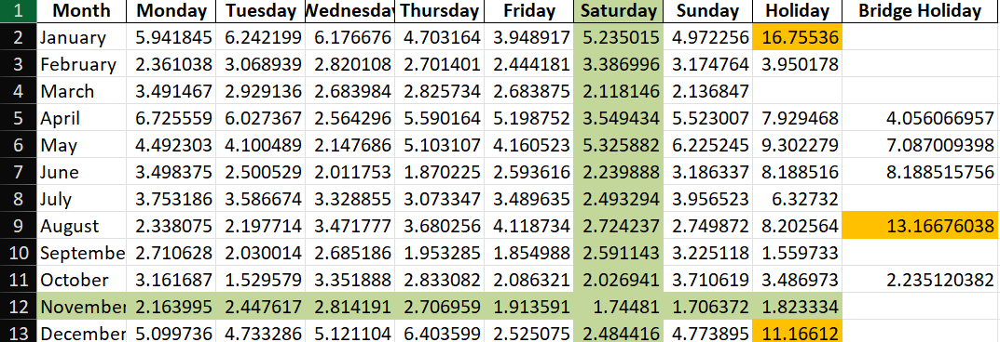 1 Month Monday Tuesday Wednesday Thursday Friday Saturday Sunday Holiday Bridge Holiday
2 January 5.941845 6.242199 6.176676 4.703164 3.948917 5.235015 4.972256 16.75536
3 February 2.361038 3.068939 2.820108 2.701401 2.444181 3.386996 3.174764 3.950178
4 March 3.491467 2.929136 2.683984 2.825734 2.683875 2.118146 2.136847
5 April 6.725559 6.027367 2.564296 5.590164 5.198752 3.549434 5.523007 7.929468 4.056066957
6 May 4.492303 4.100489 2.147686 5.103107 4.160523 5.325882 6.225245 9.302279 7.087009398
7 June 3.498375 2.500529 2.011753 1.870225 2.593616 2.239888 3.186337 8.188516 8.188515756
8 July 3.753186 3.586674 3.328855 3.073347 3.489635 2.493294 3.956523 6.32732
9 August 2.338075 2.197714 3.471777 3.680256 4.118734 2.724237 2.749872 8.202564 13.16676038
10 Septembe 2.710628 2.030014 2.685186 1.953285 1.854988 2.591143 3.225118 1.559733
11 October 3.161687 1.529579 3.351888 2.833082 2.086321 2.026941 3.710619 3.486973 2.235120382
12 November 2.163995 2.447617 2.814191 2.706959 1.913591 1.74481 1.706372 1.823334
13 December 5.099736 4.733286 5.121104 6.403599 2.525075 2.484416 4.773895 11.16612